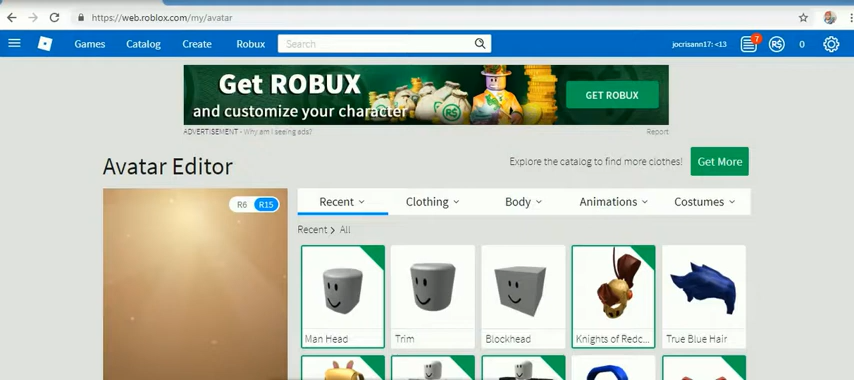 https://web.roblox.com/my/avatar
Games Catalog Create Robux Search jocrisann17: <13 7 R$ 0
Get ROBUX
and customize your character
GET ROBUX
ADVERTISEMENT - Why am I seeing ads? Report
Avatar Editor
Explore the catalog to find more clothes! Get More
R6 R15
Recent Clothing Body Animations Costumes
Recent > All
Man Head Trim Blockhead Knights of Redc... True Blue Hair